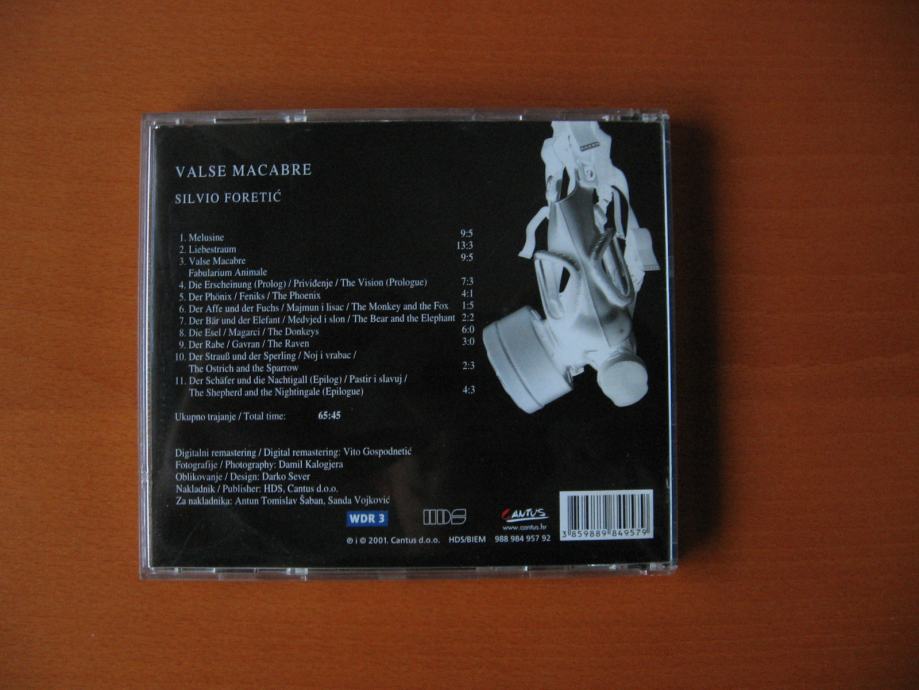 VALSE MACABRE
SILVIO FORETIĆ
1. Melusine 9:5
2. Liebestraum 13:3
3. Valse Macabre 9:5
Fabularium Animale
4. Die Erscheinung (Prolog) / Priviđenje / The Vision (Prologue) 7:3
5. Der Phönix / Feniks / The Phoenix 4:1
6. Der Affe und der Fuchs / Majmun i lisac / The Monkey and the Fox 1:5
7. Der Bär und der Elefant / Medvjed i slon / The Bear and the Elephant 2:2
8. Die Esel / Magarci / The Donkeys 6:0
9. Der Rabe / Gavran / The Raven 3:0
10. Der Strauß und der Sperling / Noj i vrabac /
The Ostrich and the Sparrow 2:3
11. Der Schäfer und die Nachtigall (Epilog) / Pastir i slavuj /
The Shepherd and the Nightingale (Epilogue) 4:3
Ukupno trajanje / Total time: 65:45
Digitalni remastering / Digital remastering: Vito Gospodnetić
Fotografije / Photography: Damil Kalogjera
Oblikovanje / Design: Darko Sever
Nakladnik / Publisher: HDS, Cantus d.o.o.
Za nakladnika: Antun Tomislav Šaban, Sanda Vojković
WDR 3 HDS CANTUS
www.cantus.hr
℗ i © 2001. Cantus d.o.o. HDS/BIEM 988 984 957 92
3 859889 849579